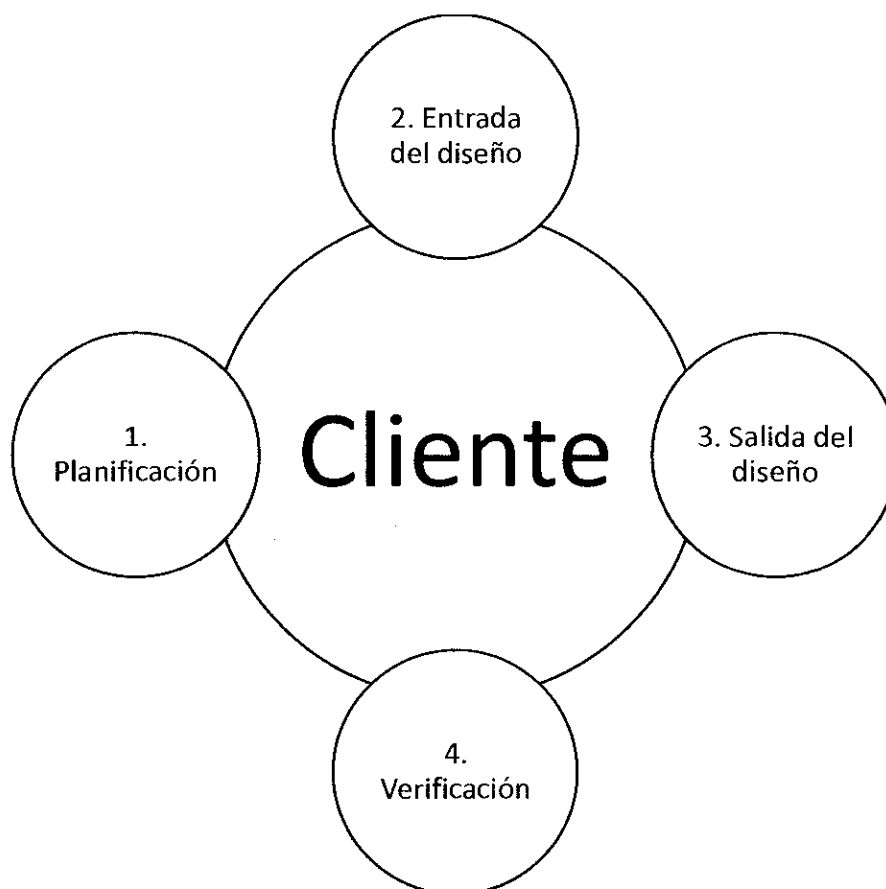 2. Entrada
del diseño
1.
Planificación
Cliente
3. Salida del
diseño
4.
Verificación